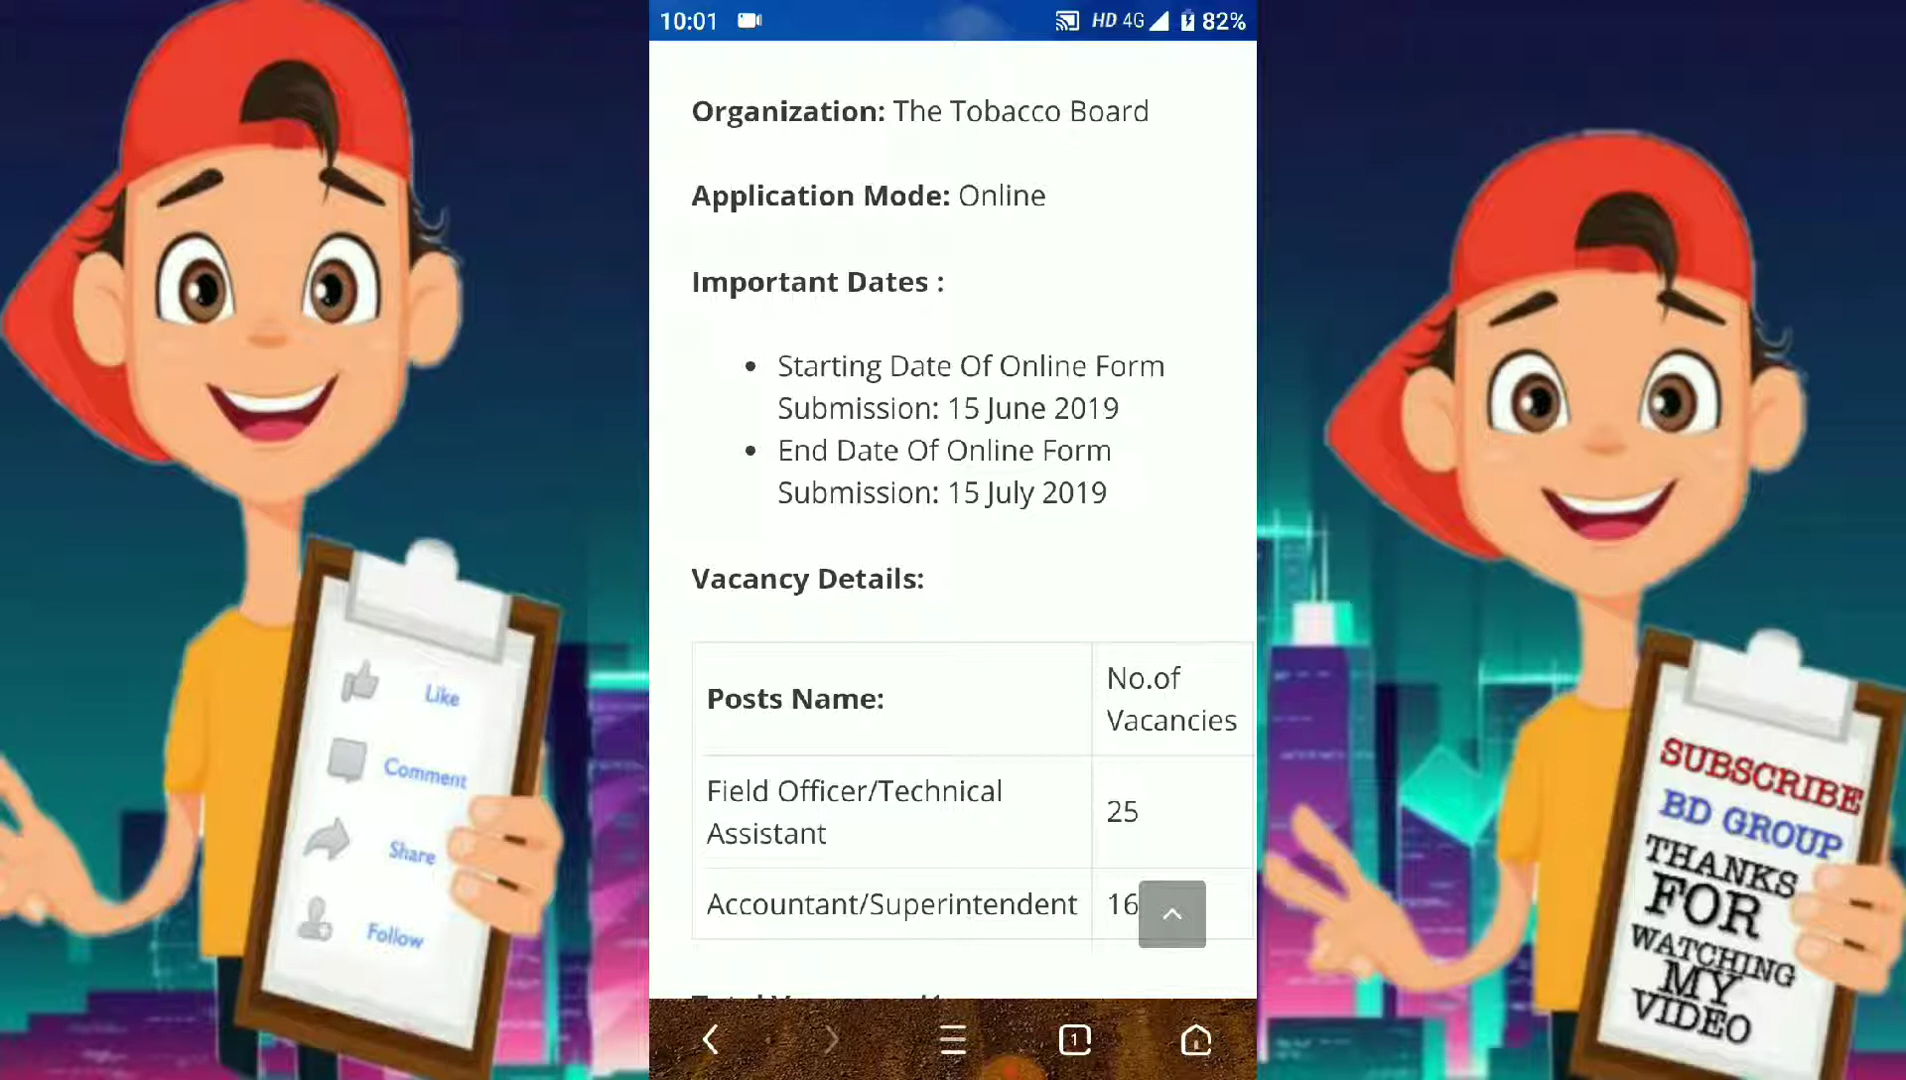 10:01
HD 4G 82%
Organization: The Tobacco Board
Application Mode: Online
Important Dates :
• Starting Date Of Online Form
Submission: 15 June 2019
• End Date Of Online Form
Submission: 15 July 2019
Vacancy Details:
Posts Name:
No.of
Vacancies
Field Officer/Technical
Assistant
25
Accountant/Superintendent
16
1
Like
Comment
Share
Follow
SUBSCRIBE
BD GROUP
THANKS
FOR
WATCHING
MY
VIDEO